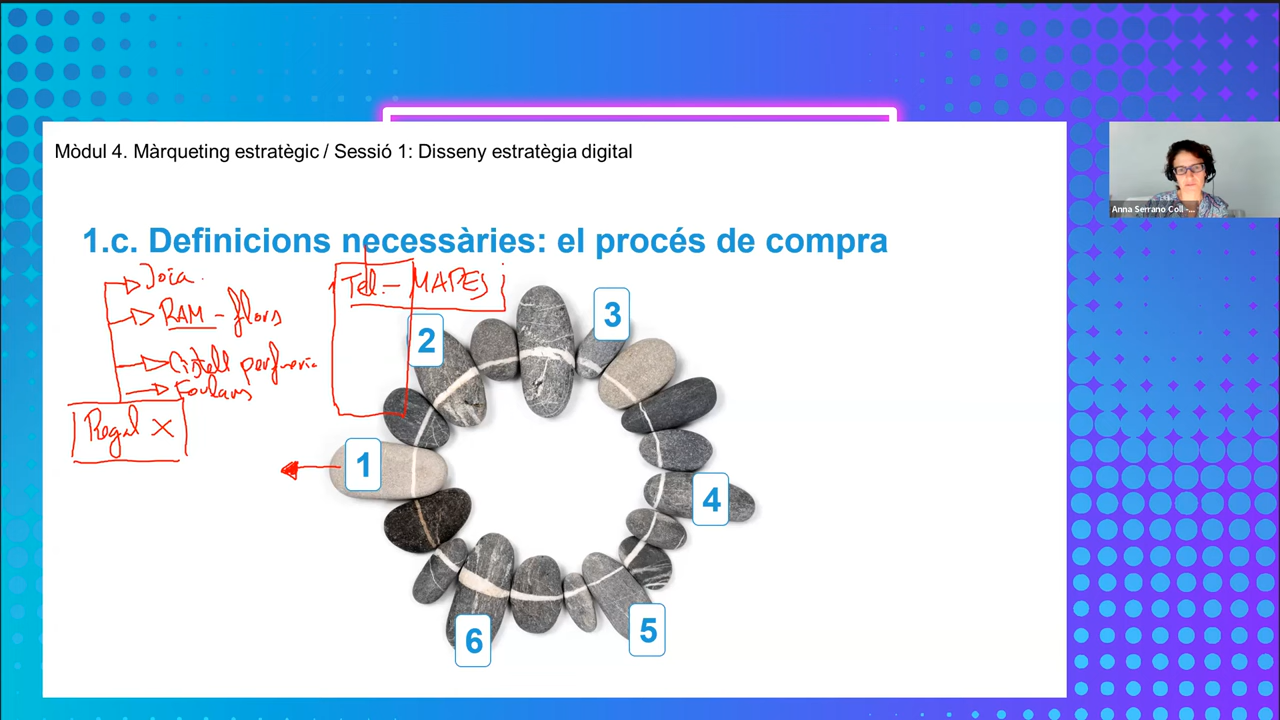 Mòdul 4. Màrqueting estratègic / Sessió 1: Disseny estratègia digital
Anna Serrano Coll -...
1.c. Definicions necessàries: el procés de compra
Joia.
RAM - flors
Cistell perfumeria
Foulars
Regal X
Tel. - MAPES
1
2
3
4
5
6